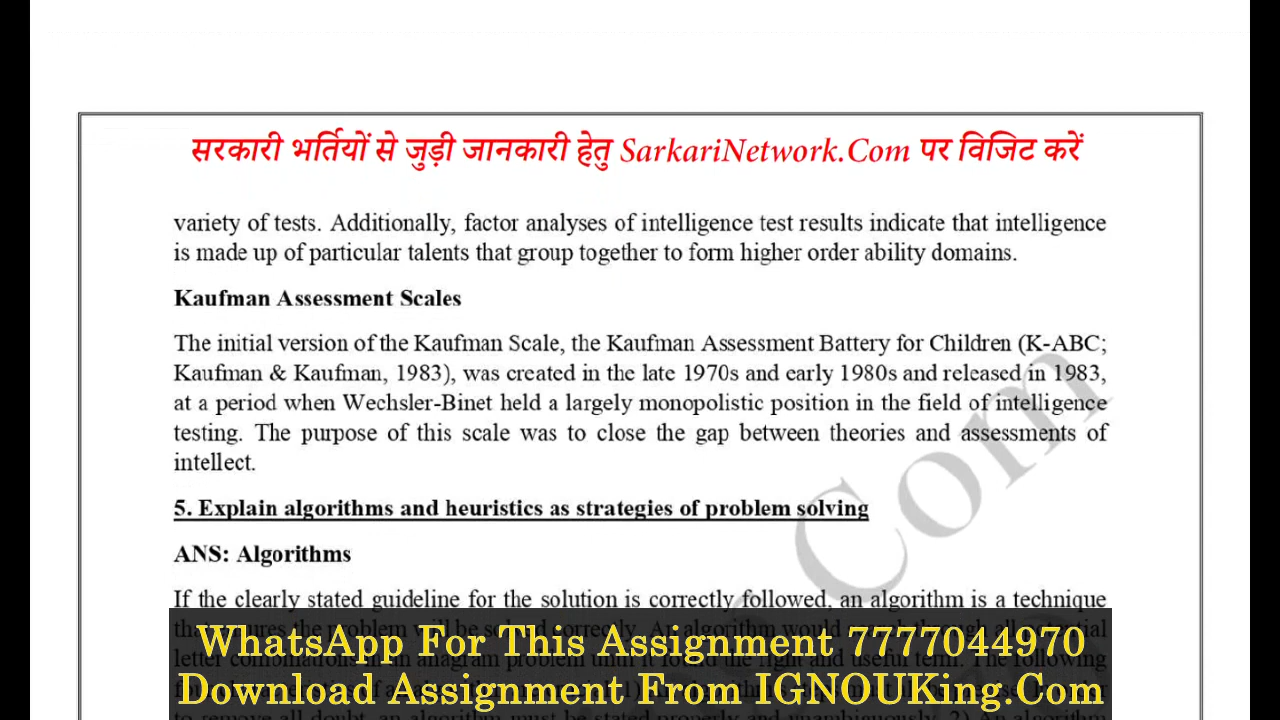 सरकारी भर्तियों से जुड़ी जानकारी हेतु SarkariNetwork.Com पर विजिट करें
variety of tests. Additionally, factor analyses of intelligence test results indicate that intelligence
is made up of particular talents that group together to form higher order ability domains.
Kaufman Assessment Scales
The initial version of the Kaufman Scale, the Kaufman Assessment Battery for Children (K-ABC;
Kaufman & Kaufman, 1983), was created in the late 1970s and early 1980s and released in 1983,
at a period when Wechsler-Binet held a largely monopolistic position in the field of intelligence
testing. The purpose of this scale was to close the gap between theories and assessments of
intellect.
5. Explain algorithms and heuristics as strategies of problem solving
ANS: Algorithms
If the clearly stated guideline for the solution is correctly followed, an algorithm is a technique
WhatsApp For This Assignment 7777044970
Download Assignment From IGNOUKing.Com
Com